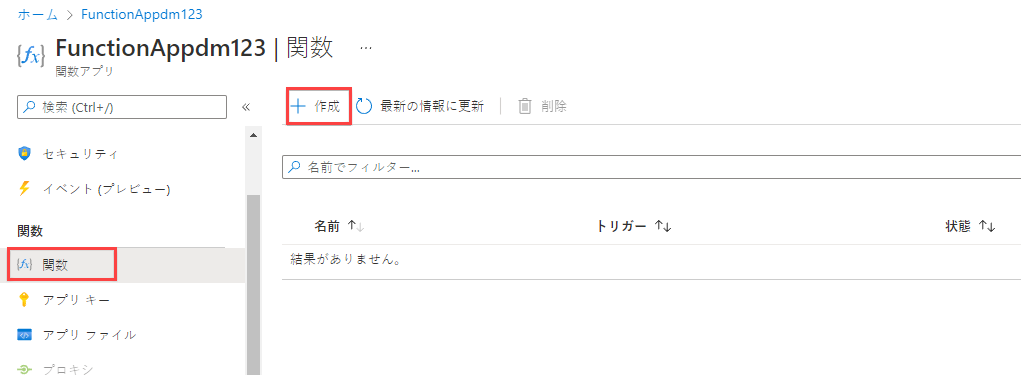 ホーム > FunctionAppdm123
FunctionAppdm123 | 関数 …
関数アプリ
検索 (Ctrl+/)
«
セキュリティ
イベント (プレビュー)
関数
関数
アプリ キー
アプリ ファイル
プロキシ
+ 作成 最新の情報に更新 削除
名前でフィルター...
名前 ↑↓ トリガー ↑↓ 状態 ↑↓
結果がありません。